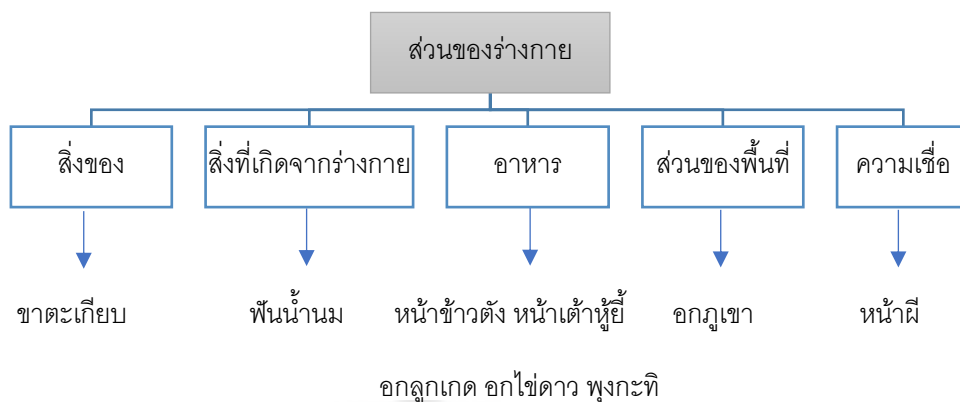 ส่วนของร่างกาย
สิ่งของ สิ่งที่เกิดจากร่างกาย อาหาร ส่วนของพื้นที่ ความเชื่อ
ขาตะเกียบ ฟันน้ำนม หน้าข้าวตัง หน้าเต้าหู้ยี้ อกภูเขา หน้าผี
อกลูกเกด อกไข่ดาว พุงกะทิ